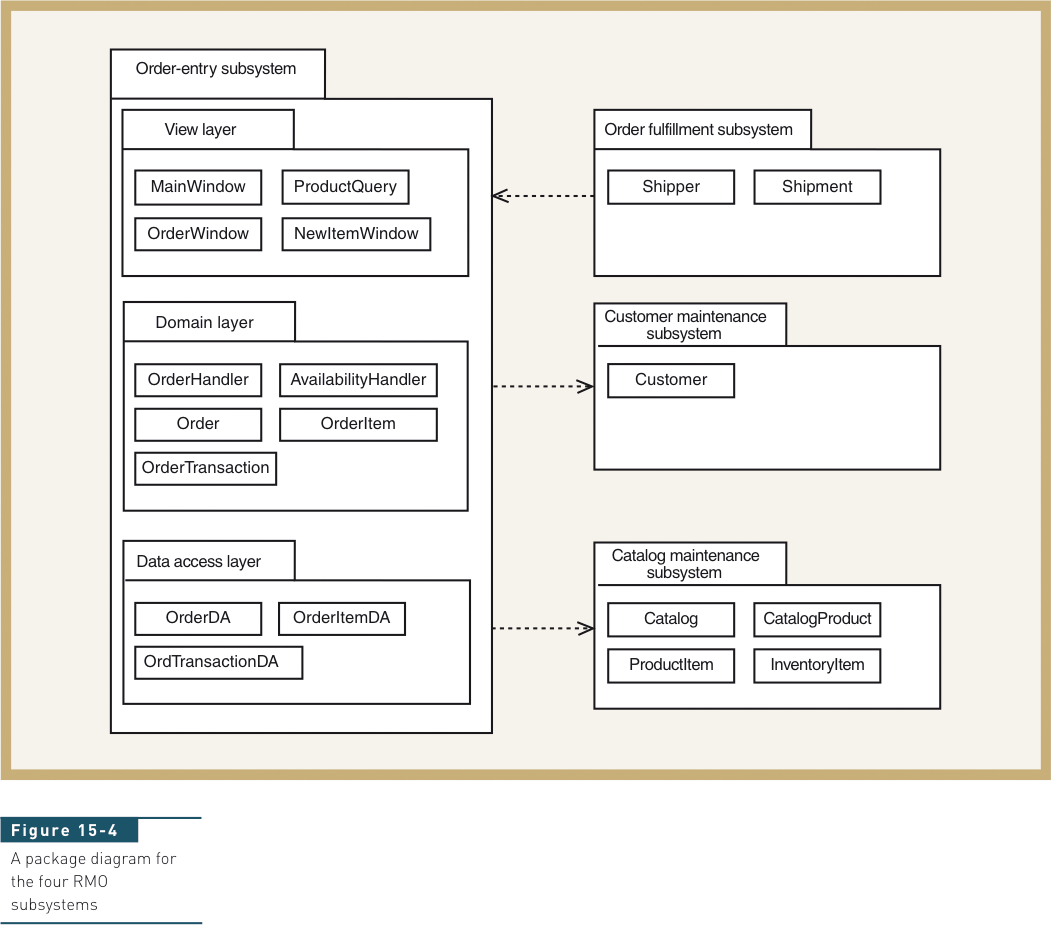 Order-entry subsystem
View layer
MainWindow
ProductQuery
OrderWindow
NewItemWindow
Domain layer
OrderHandler
AvailabilityHandler
Order
OrderItem
OrderTransaction
Data access layer
OrderDA
OrderItemDA
OrdTransactionDA
Order fulfillment subsystem
Shipper
Shipment
Customer maintenance
subsystem
Customer
Catalog maintenance
subsystem
Catalog
CatalogProduct
ProductItem
InventoryItem
Figure 15-4
A package diagram for
the four RMO
subsystems